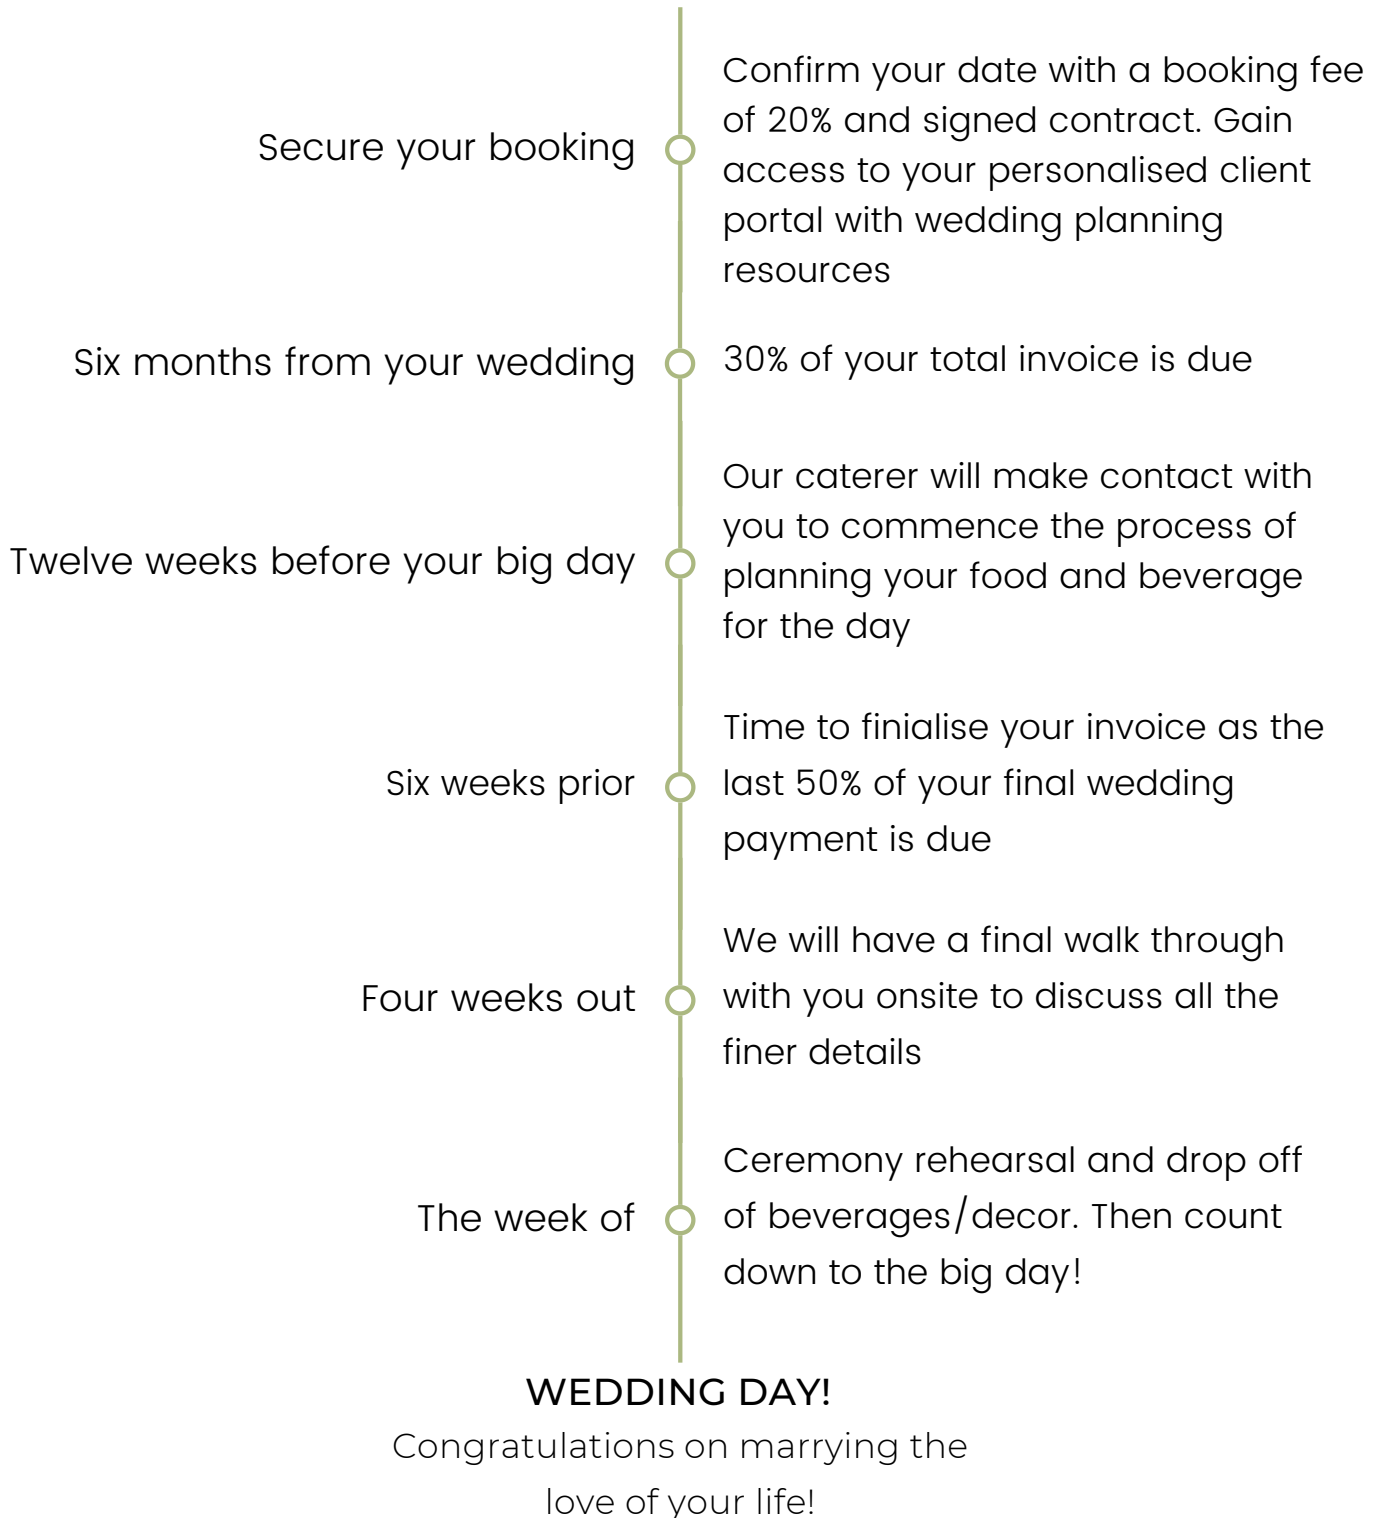 Secure your booking
Confirm your date with a booking fee
of 20% and signed contract. Gain
access to your personalised client
portal with wedding planning
resources
Six months from your wedding
30% of your total invoice is due
Twelve weeks before your big day
Our caterer will make contact with
you to commence the process of
planning your food and beverage
for the day
Six weeks prior
Time to finialise your invoice as the
last 50% of your final wedding
payment is due
Four weeks out
We will have a final walk through
with you onsite to discuss all the
finer details
The week of
Ceremony rehearsal and drop off
of beverages/decor. Then count
down to the big day!
WEDDING DAY!
Congratulations on marrying the
love of your life!